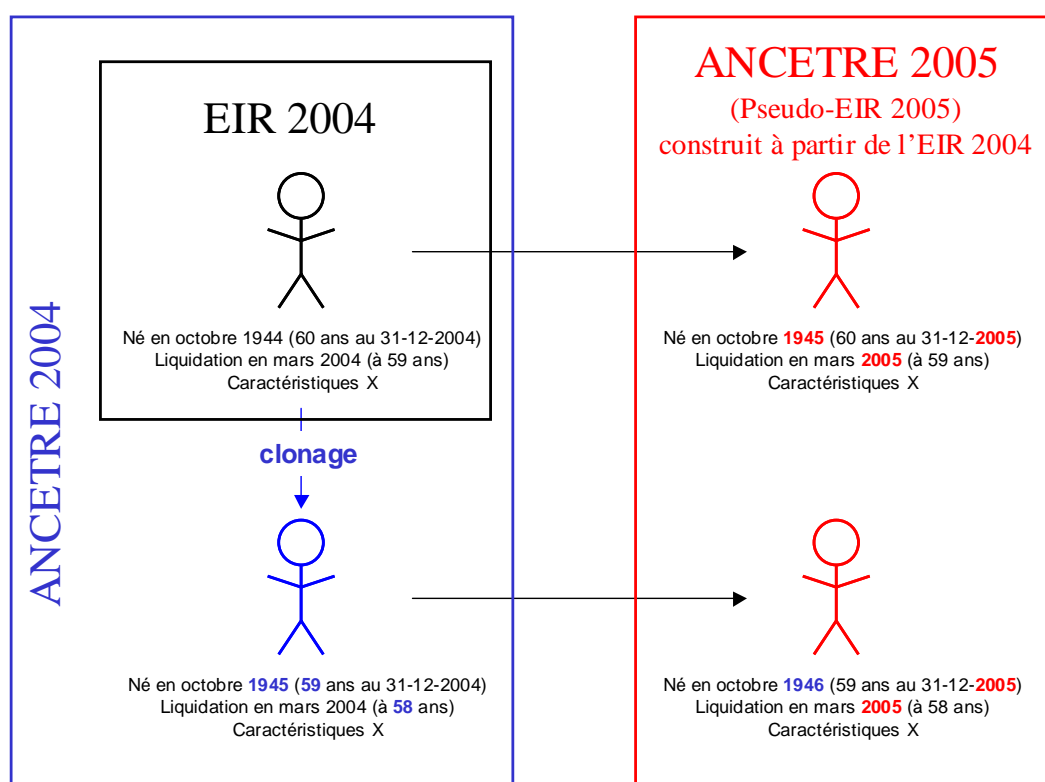 ANCETRE 2004
EIR 2004
Né en octobre 1944 (60 ans au 31-12-2004)
Liquidation en mars 2004 (à 59 ans)
Caractéristiques X
clonage
Né en octobre 1945 (59 ans au 31-12-2004)
Liquidation en mars 2004 (à 58 ans)
Caractéristiques X
ANCETRE 2005
(Pseudo-EIR 2005)
construit à partir de l'EIR 2004
Né en octobre 1945 (60 ans au 31-12-2005)
Liquidation en mars 2005 (à 59 ans)
Caractéristiques X
Né en octobre 1946 (59 ans au 31-12-2005)
Liquidation en mars 2005 (à 58 ans)
Caractéristiques X